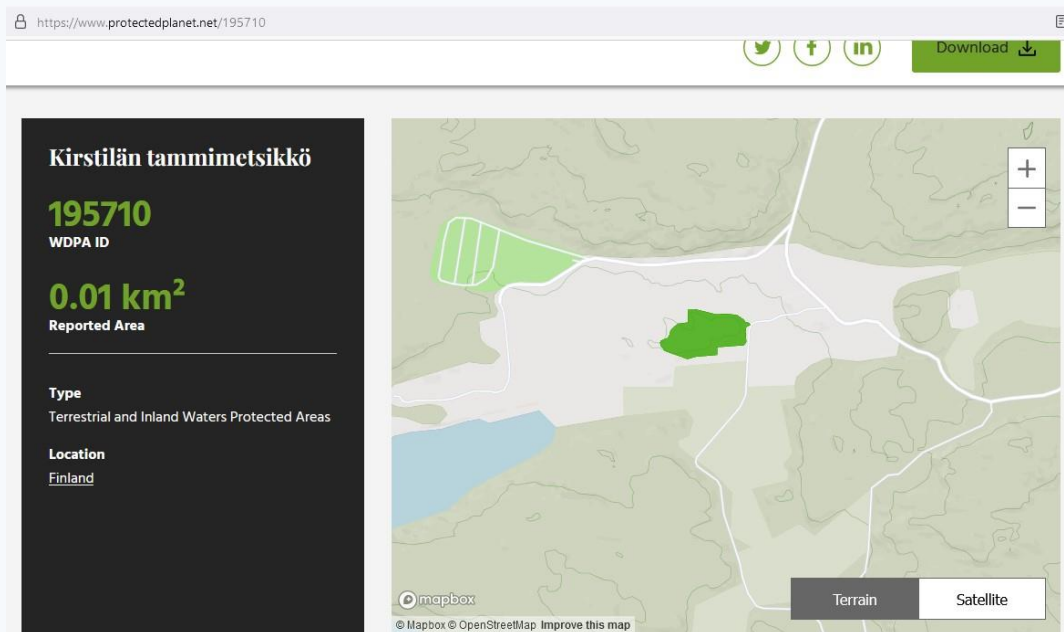 https://www.protectedplanet.net/195710
Download
Kirstilän tammimetsikkö
195710
WDPA ID
0.01 km²
Reported Area
Type
Terrestrial and Inland Waters Protected Areas
Location
Finland
+
−
Terrain
Satellite
mapbox
© Mapbox © OpenStreetMap Improve this map